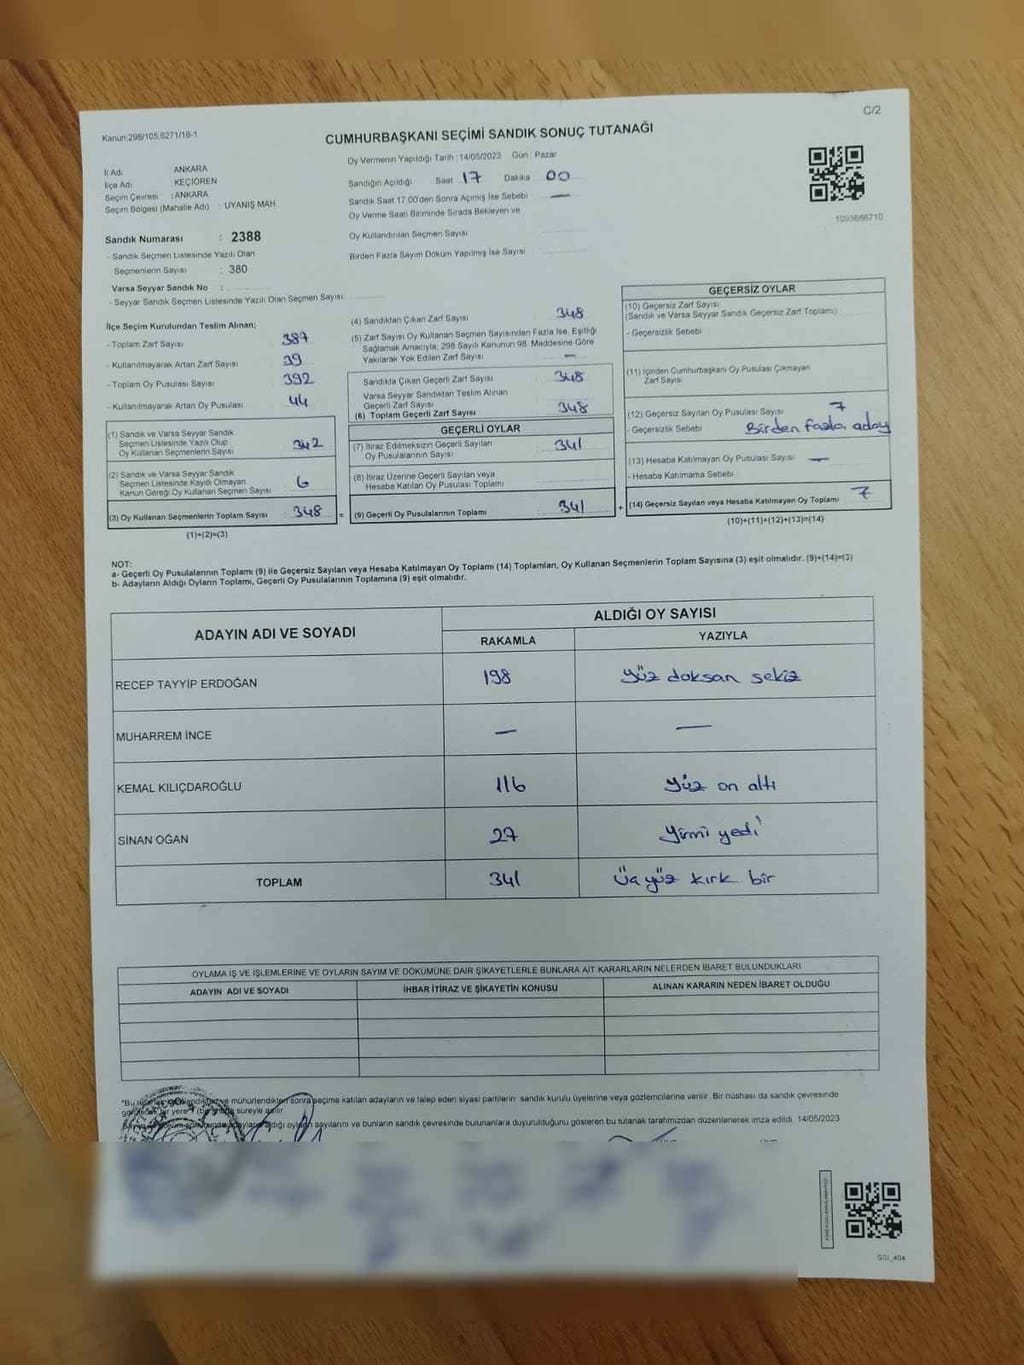 C/2
Kanun:298/105,6271/16-1
CUMHURBAŞKANI SEÇİMİ SANDIK SONUÇ TUTANAĞI
İl Adı : ANKARA
İlçe Adı : KEÇİÖREN
Seçim Çevresi : ANKARA
Seçim Bölgesi (Mahalle Adı) : UYANIŞ MAH.
Oy Vermenin Yapıldığı Tarih :14/05/2023 Gün Pazar
Sandığın Açıldığı Saat 17 Dakika 00
Sandık Saat 17.00'den Sonra Açımış İse Sebebi —
Oy Verme Saati Bitiminde Sırada Bekleyen ve
Oy Kullandırılan Seçmen Sayısı
Birden Fazla Sayım Döküm Yapılmış İse Sayısı
1093666710
Sandık Numarası : 2388
- Sandık Seçmen Listesinde Yazılı Olan
Seçmenlerin Sayısı : 380
Varsa Seyyar Sandık No :
- Seyyar Sandık Seçmen Listesinde Yazılı Olan Seçmen Sayısı:
İlçe Seçim Kurulundan Teslim Alınan;
- Toplam Zarf Sayısı 387
- Kullanılmayarak Artan Zarf Sayısı 39
- Toplam Oy Pusulası Sayısı 392
- Kullanılmayarak Artan Oy Pusulası 44
(1) Sandık ve Varsa Seyyar Sandık
Seçmen Listesinde Yazılı Olup
Oy Kullanan Seçmenlerin Sayısı 342
(2) Sandık ve Varsa Seyyar Sandık
Seçmen Listesinde Kayıtlı Olmayan
Kanun Gereği Oy Kullanan Seçmen Sayısı 6
(3) Oy Kullanan Seçmenlerin Toplam Sayısı 348 =
(1)+(2)=(3)
(4) Sandıktan Çıkan Zarf Sayısı 348
(5) Zarf Sayısı Oy Kullanan Seçmen Sayısından Fazla İse, Eşitliği
Sağlamak Amacıyla; 298 Sayılı Kanunun 98. Maddesine Göre
Yakılarak Yok Edilen Zarf Sayısı —
Sandıkta Çıkan Geçerli Zarf Sayısı 348
Varsa Seyyar Sandıktan Teslim Alınan
Geçerli Zarf Sayısı
(6) Toplam Geçerli Zarf Sayısı 348
GEÇERLİ OYLAR
(7) İtiraz Edilmeksizin Geçerli Sayılan
Oy Pusulalarının Sayısı 341
(8) İtiraz Üzerine Geçerli Sayılan veya
Hesaba Katılan Oy Pusulası Toplamı
(9) Geçerli Oy Pusulalarının Toplamı 341 +
GEÇERSİZ OYLAR
(10) Geçersiz Zarf Sayısı
(Sandık ve Varsa Seyyar Sandık Geçersiz Zarf Toplamı)
- Geçersizlik Sebebi
(11) İçinden Cumhurbaşkanı Oy Pusulası Çıkmayan
Zarf Sayısı
(12) Geçersiz Sayılan Oy Pusulası Sayısı 7
- Geçersizlik Sebebi Birden fazla aday
(13) Hesaba Katılmayan Oy Pusulası Sayısı —
- Hesaba Katılmama Sebebi
(14) Geçersiz Sayılan veya Hesaba Katılmayan Oy Toplamı 7
(10)+(11)+(12)+(13)=(14)
NOT:
a- Geçerli Oy Pusulalarının Toplamı (9) ile Geçersiz Sayılan veya Hesaba Katılmayan Oy Toplamı (14) Toplamları, Oy Kullanan Seçmenlerin Toplam Sayısına (3) eşit olmalıdır. (9)+(14)=(3)
b- Adayların Aldığı Oyların Toplamı, Geçerli Oy Pusulalarının Toplamına (9) eşit olmalıdır.
ADAYIN ADI VE SOYADI ALDIĞI OY SAYISI
RAKAMLA YAZIYLA
RECEP TAYYİP ERDOĞAN 198 yüz doksan sekiz
MUHARREM İNCE — —
KEMAL KILIÇDAROĞLU 116 yüz on altı
SİNAN OĞAN 27 yirmi yedi
TOPLAM 341 üçyüz kırk bir
OYLAMA İŞ VE İŞLEMLERİNE VE OYLARIN SAYIM VE DÖKÜMÜNE DAİR ŞİKAYETLERLE BUNLARA AİT KARARLARIN NELERDEN İBARET BULUNDUKLARI
ADAYIN ADI VE SOYADI İHBAR İTİRAZ VE ŞİKAYETİN KONUSU ALINAN KARARIN NEDEN İBARET OLDUĞU
mühürlendikten sonra seçime katılan adayların ve talep eden siyasi partilerin sandık kurulu üyelerine veya gözlemcilerine verilir. Bir nüshası da sandık çevresinde
süreyle asılır.
oyların sayılarını ve bunların sandık çevresinde bulunanlara duyurulduğunu gösteren bu tutanak tarafımızdan düzenlenerek imza edildi. 14/05/2023
SSI_404